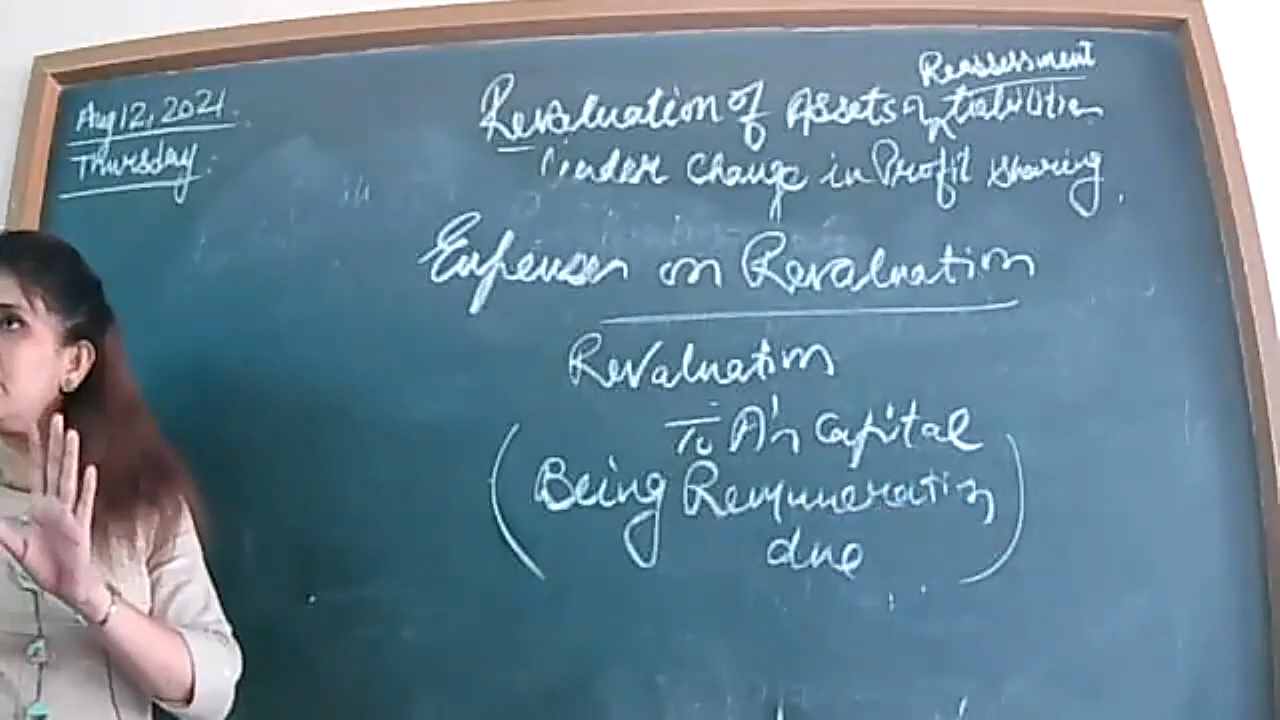 Aug 12, 2021.
Thursday.
Reassessment
Revaluation of Assets & Liabilities
Under Change in Profit sharing.
Expenses on Revaluation
Revaluation
To A's Capital
(Being Remuneration
due)